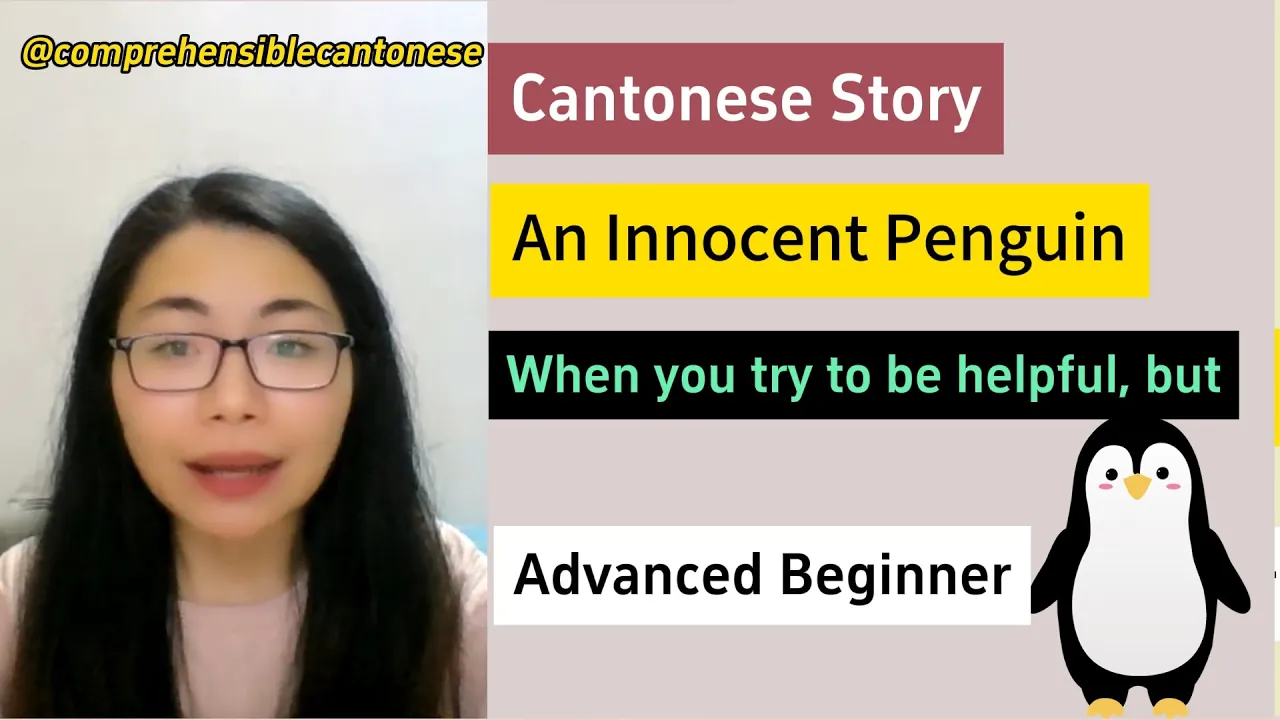 @comprehensiblecantonese
Cantonese Story
An Innocent Penguin
When you try to be helpful, but
Advanced Beginner